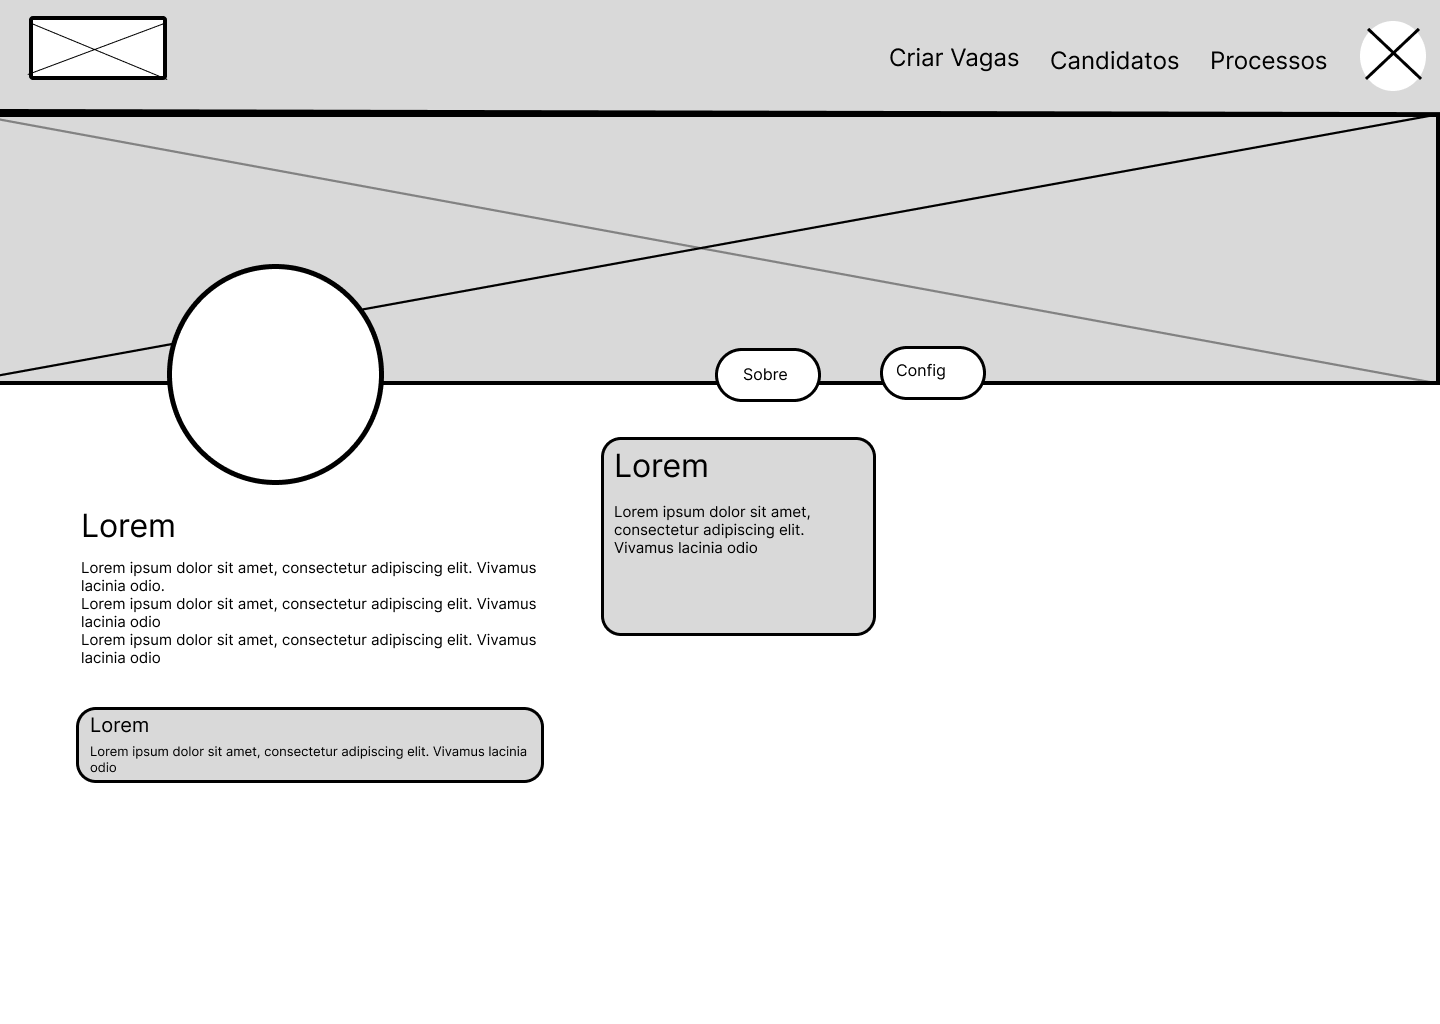 Criar Vagas
Candidatos
Processos
Sobre
Config
Lorem
Lorem ipsum dolor sit amet, consectetur adipiscing elit. Vivamus
lacinia odio.
Lorem ipsum dolor sit amet, consectetur adipiscing elit. Vivamus
lacinia odio
Lorem ipsum dolor sit amet, consectetur adipiscing elit. Vivamus
lacinia odio
Lorem
Lorem ipsum dolor sit amet, consectetur adipiscing elit. Vivamus lacinia
odio
Lorem
Lorem ipsum dolor sit amet,
consectetur adipiscing elit.
Vivamus lacinia odio